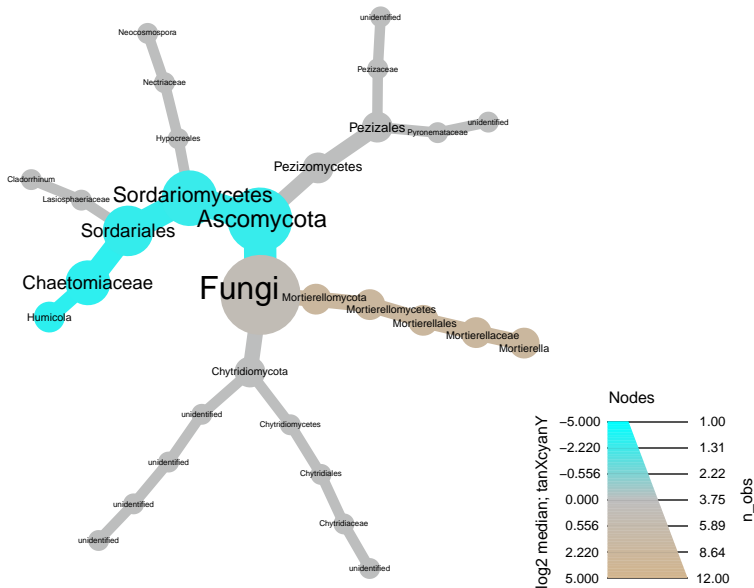 unidentified
Neocosmospora
Pezizaceae
Nectriaceae
Pezizales
unidentified
Pyronemataceae
Hypocreales
Pezizomycetes
Cladorrhinum
Lasiosphaeriaceae
Sordariomycetes
Ascomycota
Sordariales
Chaetomiaceae
Fungi
Mortierellomycota
Mortierellomycetes
Humicola
Mortierellales
Mortierellaceae
Mortierella
Chytridiomycota
unidentified
Chytridiomycetes
unidentified
Chytridiales
unidentified
Chytridiaceae
unidentified
unidentified
Nodes
−5.000 1.00
−2.220 1.31
−0.556 2.22
0.000 3.75
0.556 5.89
2.220 8.64
5.000 12.00
log2 median; tanXcyanY
n_obs